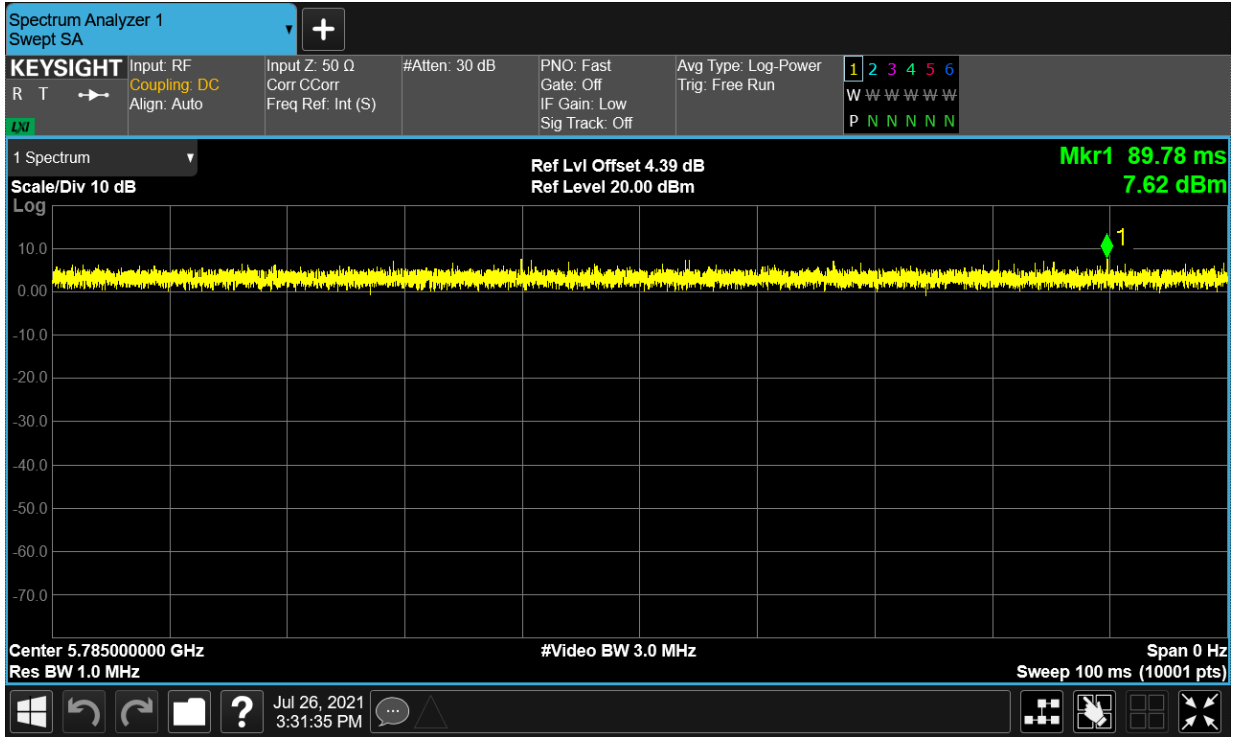 Spectrum Analyzer 1
Swept SA
▼
+
KEYSIGHT
R T
LXI
Input: RF
Coupling: DC
Align: Auto
Input Z: 50 Ω
Corr CCorr
Freq Ref: Int (S)
#Atten: 30 dB
PNO: Fast
Gate: Off
IF Gain: Low
Sig Track: Off
Avg Type: Log-Power
Trig: Free Run
1 2 3 4 5 6
W W W W W W
P N N N N N
1 Spectrum ▼
Scale/Div 10 dB
Log
Ref Lvl Offset 4.39 dB
Ref Level 20.00 dBm
Mkr1 89.78 ms
7.62 dBm
1
10.0
0.00
-10.0
-20.0
-30.0
-40.0
-50.0
-60.0
-70.0
Center 5.785000000 GHz
Res BW 1.0 MHz
#Video BW 3.0 MHz
Span 0 Hz
Sweep 100 ms (10001 pts)
?
Jul 26, 2021
3:31:35 PM